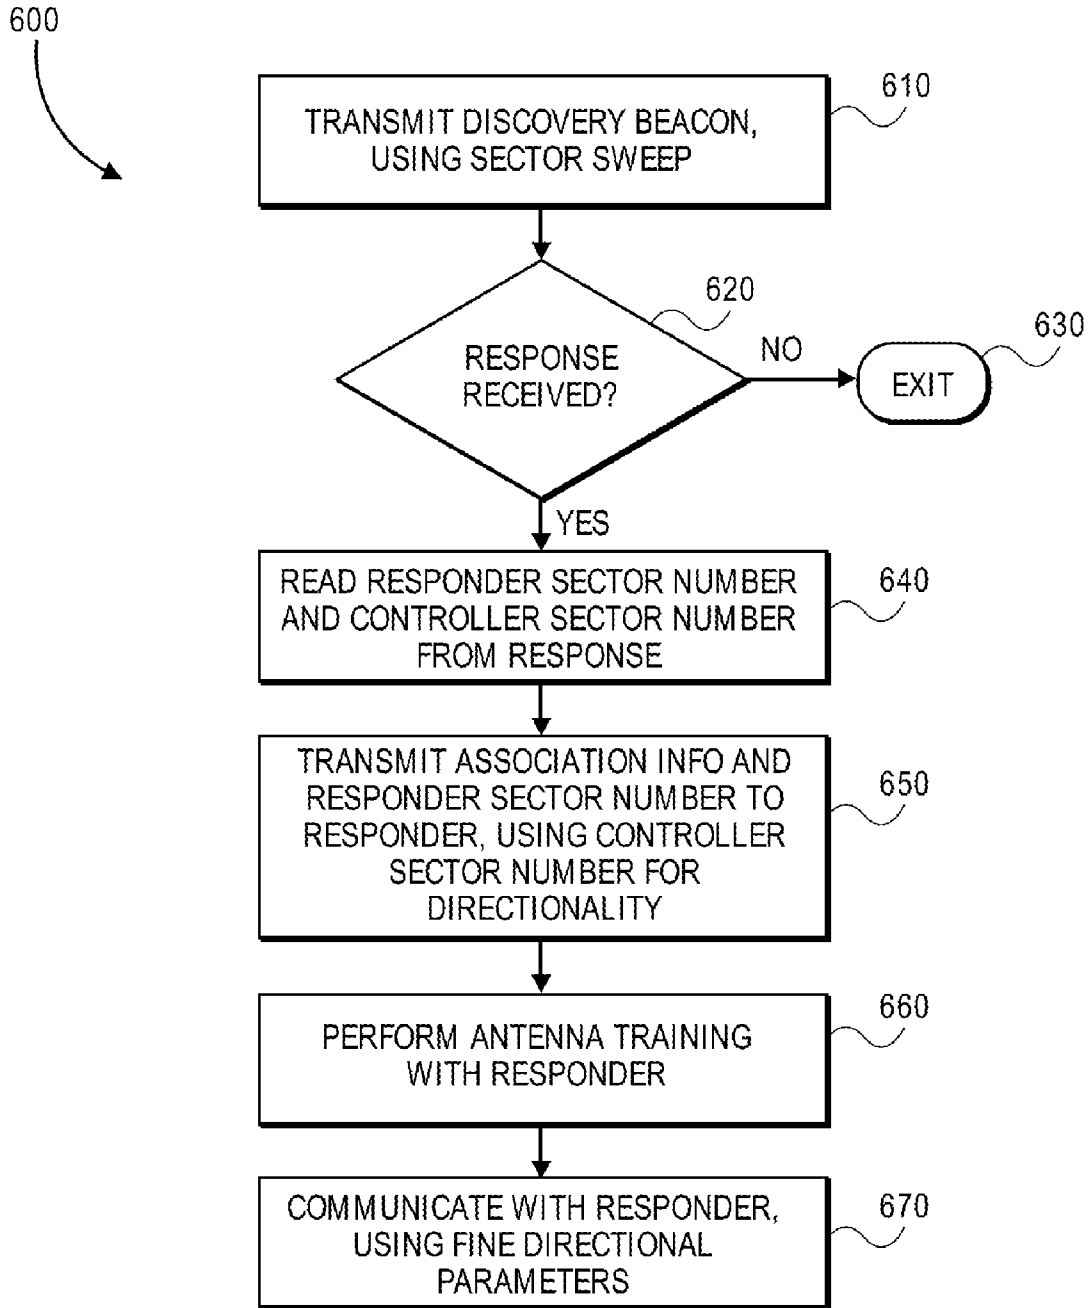 600
610
TRANSMIT DISCOVERY BEACON,
USING SECTOR SWEEP
620
RESPONSE
RECEIVED?
NO
630
EXIT
YES
640
READ RESPONDER SECTOR NUMBER
AND CONTROLLER SECTOR NUMBER
FROM RESPONSE
650
TRANSMIT ASSOCIATION INFO AND
RESPONDER SECTOR NUMBER TO
RESPONDER, USING CONTROLLER
SECTOR NUMBER FOR
DIRECTIONALITY
660
PERFORM ANTENNA TRAINING
WITH RESPONDER
670
COMMUNICATE WITH RESPONDER,
USING FINE DIRECTIONAL
PARAMETERS